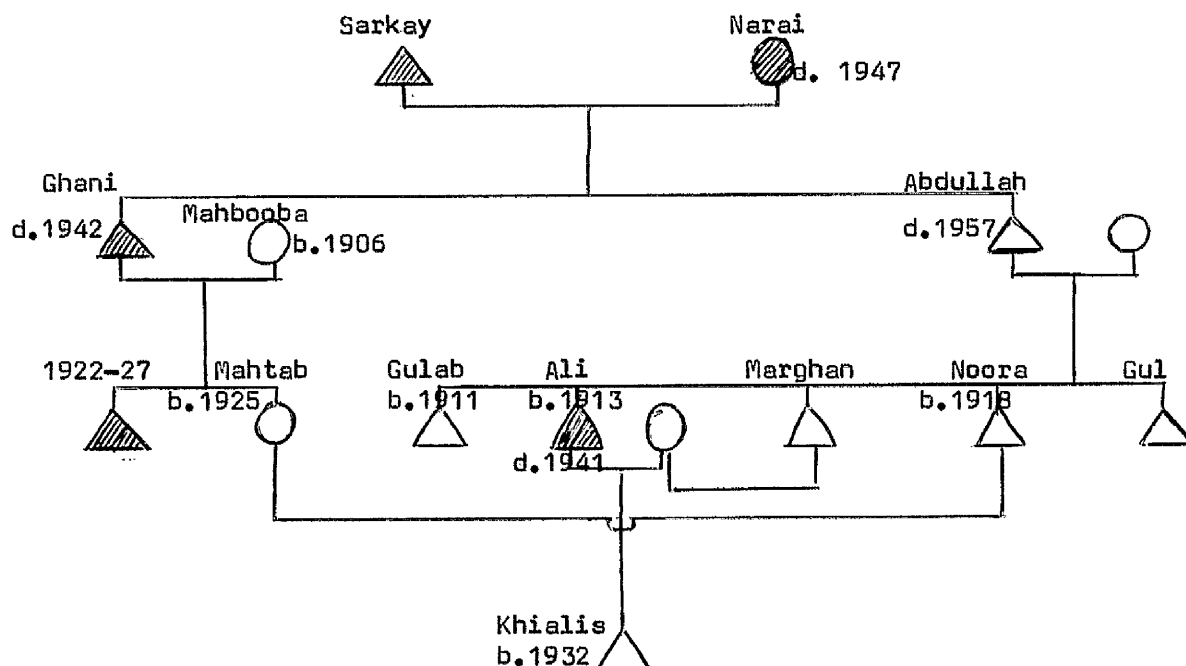 Sarkay Narai
d. 1947
Ghani Abdullah
Mahbooba
d.1942 b.1906 d.1957
1922-27 Mahtab Gulab Ali Marghan Noora Gul
b.1925 b.1911 b.1913 b.1918
d.1941
Khialis
b.1932